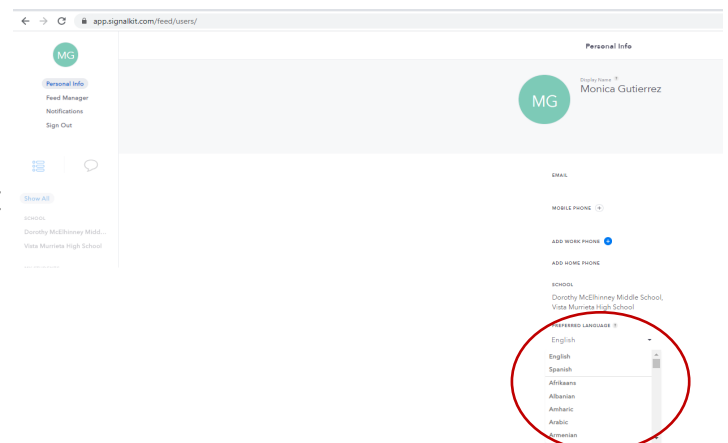 app.signalkit.com/feed/users/
MG
Personal Info
Feed Manager
Notifications
Sign Out
Show All
SCHOOL
Dorothy McElhinney Midd...
Vista Murrieta High School
Personal Info
MG
Display Name
Monica Gutierrez
EMAIL
MOBILE PHONE
ADD WORK PHONE
ADD HOME PHONE
SCHOOL
Dorothy McElhinney Middle School,
Vista Murrieta High School
PREFERRED LANGUAGE
English
English
Spanish
Afrikaans
Albanian
Amharic
Arabic
Armenian